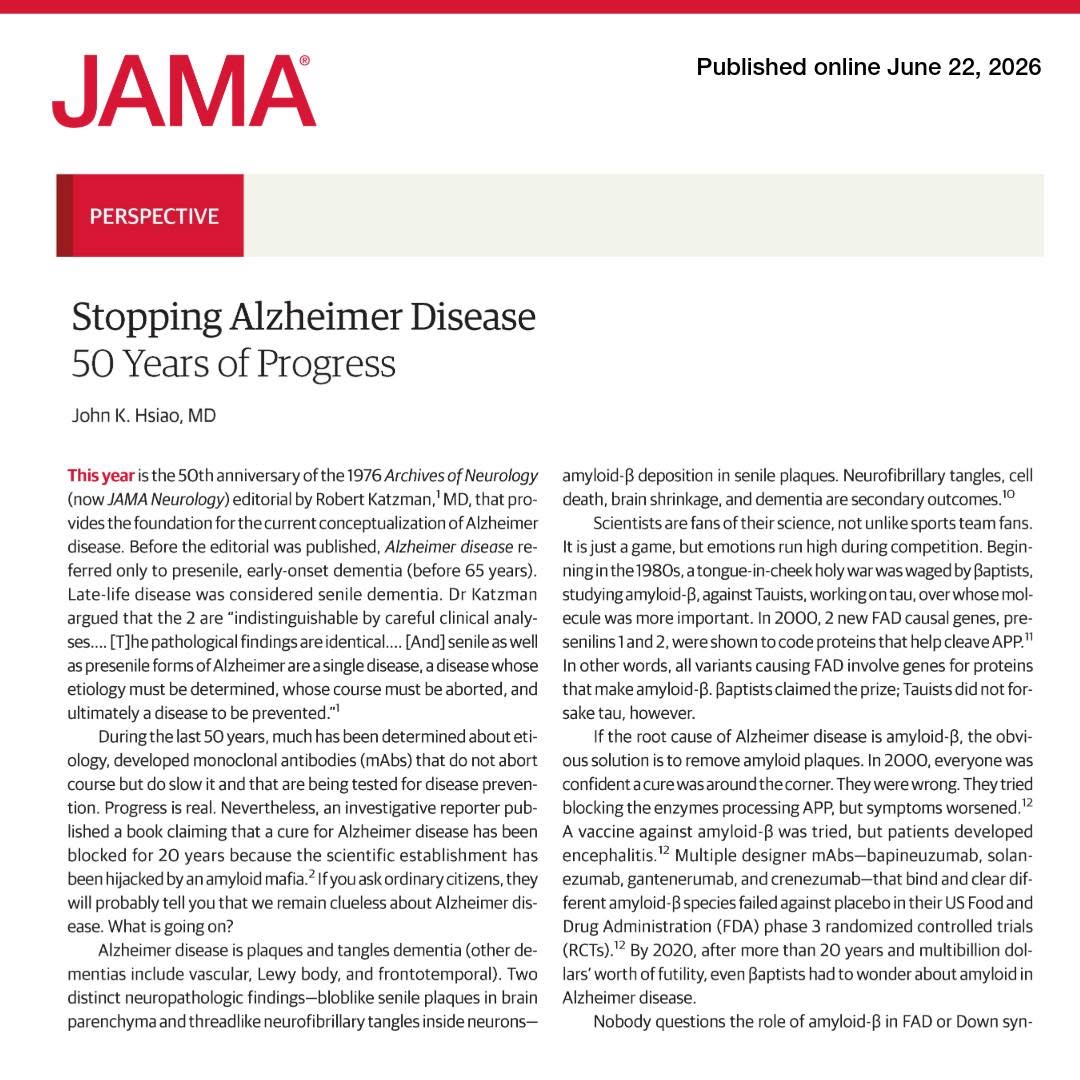 JAMA®
Published online June 22, 2026
PERSPECTIVE
Stopping Alzheimer Disease
50 Years of Progress
John K. Hsiao, MD
This year is the 50th anniversary of the 1976 Archives of Neurology
(now JAMA Neurology) editorial by Robert Katzman,1 MD, that pro-
vides the foundation for the current conceptualization of Alzheimer
disease. Before the editorial was published, Alzheimer disease re-
ferred only to presenile, early-onset dementia (before 65 years).
Late-life disease was considered senile dementia. Dr Katzman
argued that the 2 are “indistinguishable by careful clinical analy-
ses.... [T]he pathological findings are identical.... [And] senile as well
as presenile forms of Alzheimer are a single disease, a disease whose
etiology must be determined, whose course must be aborted, and
ultimately a disease to be prevented.”1
During the last 50 years, much has been determined about eti-
ology, developed monoclonal antibodies (mAbs) that do not abort
course but do slow it and that are being tested for disease preven-
tion. Progress is real. Nevertheless, an investigative reporter pub-
lished a book claiming that a cure for Alzheimer disease has been
blocked for 20 years because the scientific establishment has
been hijacked by an amyloid mafia.2 If you ask ordinary citizens, they
will probably tell you that we remain clueless about Alzheimer dis-
ease. What is going on?
Alzheimer disease is plaques and tangles dementia (other de-
mentias include vascular, Lewy body, and frontotemporal). Two
distinct neuropathologic findings—bloblike senile plaques in brain
parenchyma and threadlike neurofibrillary tangles inside neurons—
amyloid-β deposition in senile plaques. Neurofibrillary tangles, cell
death, brain shrinkage, and dementia are secondary outcomes.10
Scientists are fans of their science, not unlike sports team fans.
It is just a game, but emotions run high during competition. Begin-
ning in the 1980s, a tongue-in-cheek holy war was waged by βaptists,
studying amyloid-β, against Tauists, working on tau, over whose mol-
ecule was more important. In 2000, 2 new FAD causal genes, pre-
senilins 1 and 2, were shown to code proteins that help cleave APP.11
In other words, all variants causing FAD involve genes for proteins
that make amyloid-β. βaptists claimed the prize; Tauists did not for-
sake tau, however.
If the root cause of Alzheimer disease is amyloid-β, the obvi-
ous solution is to remove amyloid plaques. In 2000, everyone was
confident a cure was around the corner. They were wrong. They tried
blocking the enzymes processing APP, but symptoms worsened.12
A vaccine against amyloid-β was tried, but patients developed
encephalitis.12 Multiple designer mAbs—bapineuzumab, solan-
ezumab, gantenerumab, and crenezumab—that bind and clear dif-
ferent amyloid-β species failed against placebo in their US Food and
Drug Administration (FDA) phase 3 randomized controlled trials
(RCTs).12 By 2020, after more than 20 years and multibillion dol-
lars’ worth of futility, even βaptists had to wonder about amyloid in
Alzheimer disease.
Nobody questions the role of amyloid-β in FAD or Down syn-